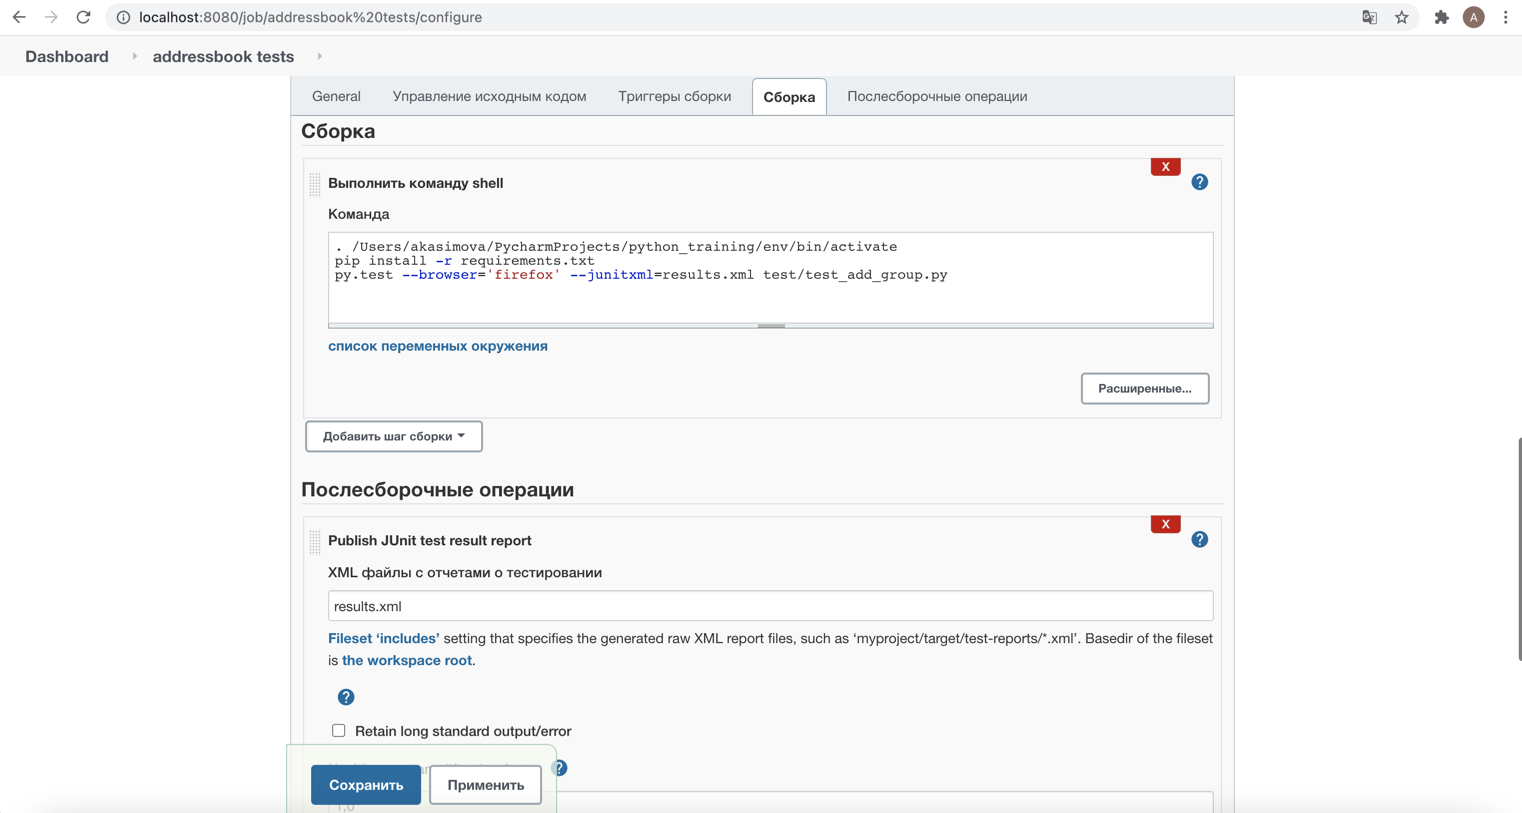 localhost:8080/job/addressbook%20tests/configure
A
Dashboard
addressbook tests
General
Управление исходным кодом
Триггеры сборки
Сборка
Послесборочные операции
Сборка
X
Выполнить команду shell
?
Команда
. /Users/akasimova/PycharmProjects/python_training/env/bin/activate
pip install -r requirements.txt
py.test --browser='firefox' --junitxml=results.xml test/test_add_group.py
список переменных окружения
Расширенные...
Добавить шаг сборки
Послесборочные операции
X
Publish JUnit test result report
?
XML файлы с отчетами о тестировании
results.xml
Fileset ‘includes’ setting that specifies the generated raw XML report files, such as ‘myproject/target/test-reports/*.xml’. Basedir of the fileset
is the workspace root.
?
Retain long standard output/error
?
Сохранить
Применить
1,0